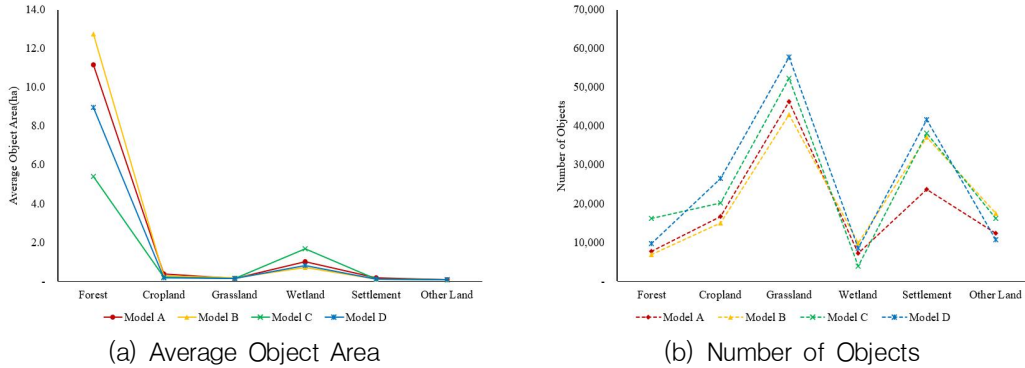 14.0
12.0
10.0
8.0
6.0
4.0
2.0
-
Average Object Area(ha)
Forest Cropland Grassland Wetland Settlement Other Land
Model A Model B Model C Model D
(a) Average Object Area
70,000
60,000
50,000
40,000
30,000
20,000
10,000
-
Number of Objects
Forest Cropland Grassland Wetland Settlement Other Land
Model A Model B Model C Model D
(b) Number of Objects